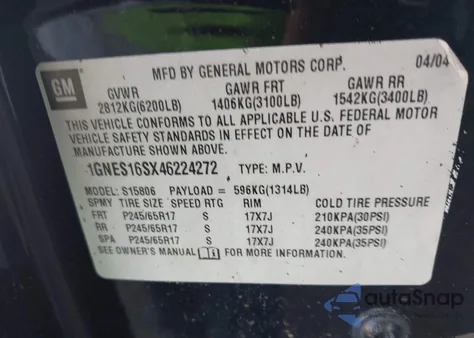 GM
MFD BY GENERAL MOTORS CORP. 04/04
GVWR GAWR FRT GAWR RR
2812KG(6200LB) 1406KG(3100LB) 1542KG(3400LB)
THIS VEHICLE CONFORMS TO ALL APPLICABLE U.S. FEDERAL MOTOR
VEHICLE SAFETY STANDARDS IN EFFECT ON THE DATE OF
MANUFACTURE SHOWN ABOVE.
1GNES16SX46224272 TYPE: M.P.V.
MODEL: S15806 PAYLOAD = 596KG(1314LB)
SPMY TIRE SIZE SPEED RTG RIM COLD TIRE PRESSURE
FRT P245/65R17 S 17X7J 210KPA(30PSI)
RR P245/65R17 S 17X7J 240KPA(35PSI)
SPA P245/65R17 S 17X7J 240KPA(35PSI)
SEE OWNER'S MANUAL FOR MORE INFORMATION
autoSnap